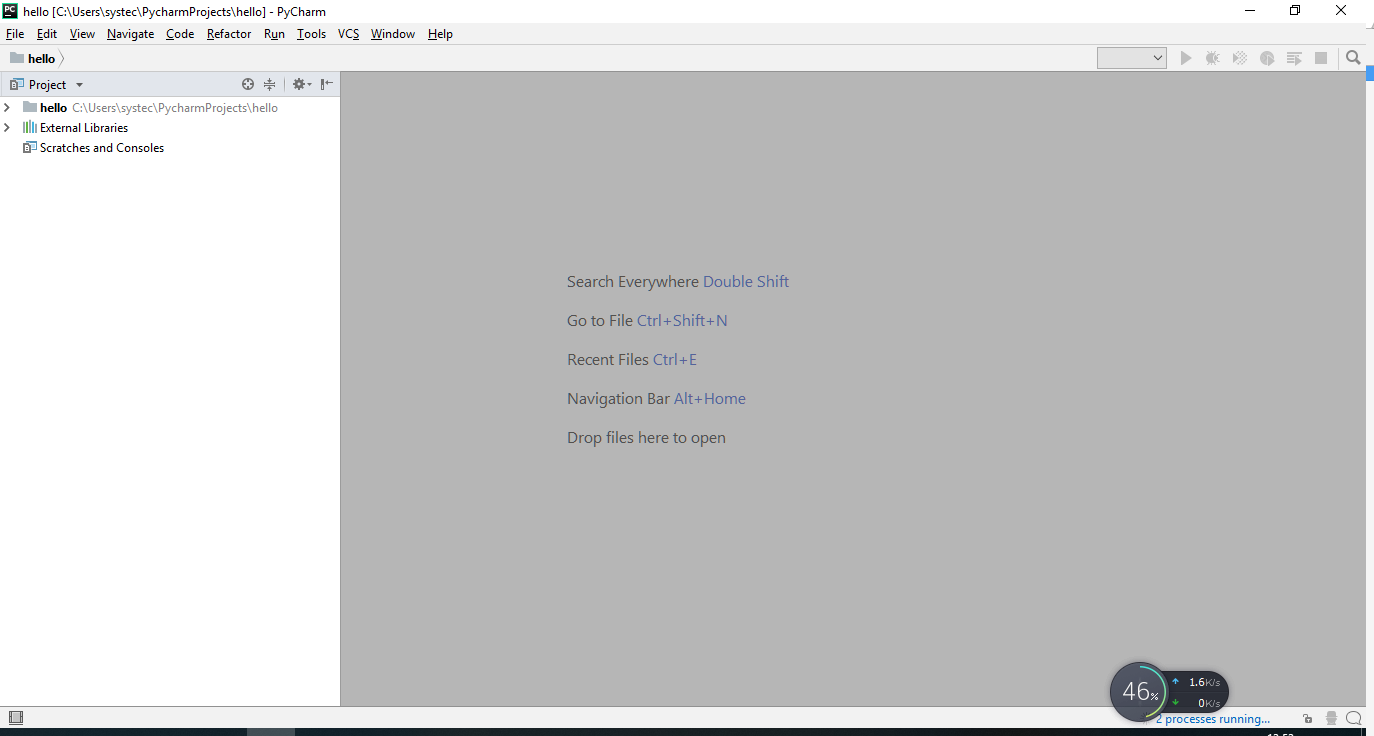 hello [C:\Users\systec\PycharmProjects\hello] - PyCharm
File Edit View Navigate Code Refactor Run Tools VCS Window Help
hello
Project
hello C:\Users\systec\PycharmProjects\hello
External Libraries
Scratches and Consoles
Search Everywhere Double Shift
Go to File Ctrl+Shift+N
Recent Files Ctrl+E
Navigation Bar Alt+Home
Drop files here to open
46%
1.6K/s
0K/s
2 processes running...